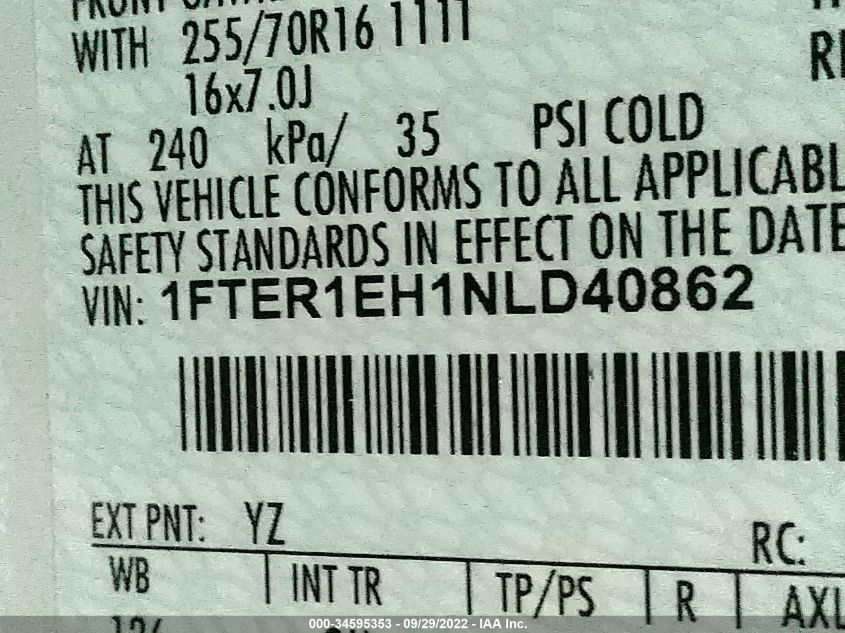 FRONT
WITH 255/70R16 111T
16x7.0J
AT 240 kPa/ 35 PSI COLD
THIS VEHICLE CONFORMS TO ALL APPLICABL
SAFETY STANDARDS IN EFFECT ON THE DATE
VIN: 1FTER1EH1NLD40862
EXT PNT: YZ RC:
WB INT TR TP/PS R AXL
000-34595353 - 09/29/2022 - IAA Inc.